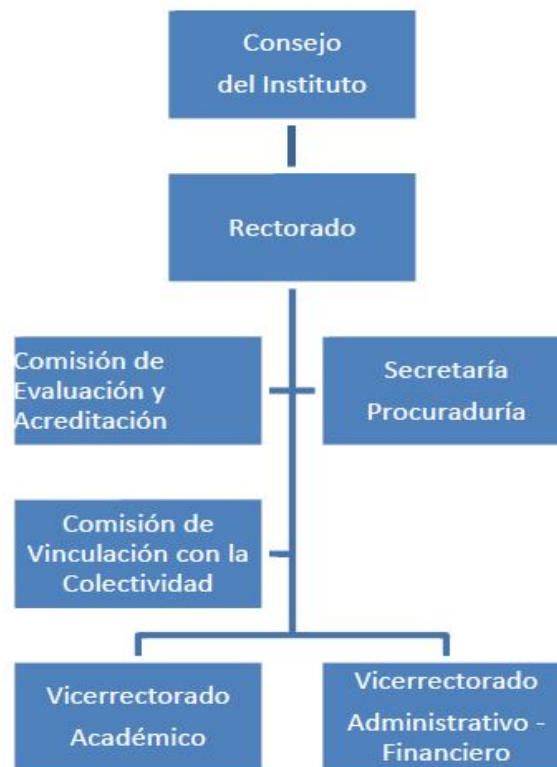 Consejo
del Instituto
Rectorado
Comisión de
Evaluación y
Acreditación
Secretaría
Procuraduría
Comisión de
Vinculación con la
Colectividad
Vicerrectorado
Académico
Vicerrectorado
Administrativo -
Financiero